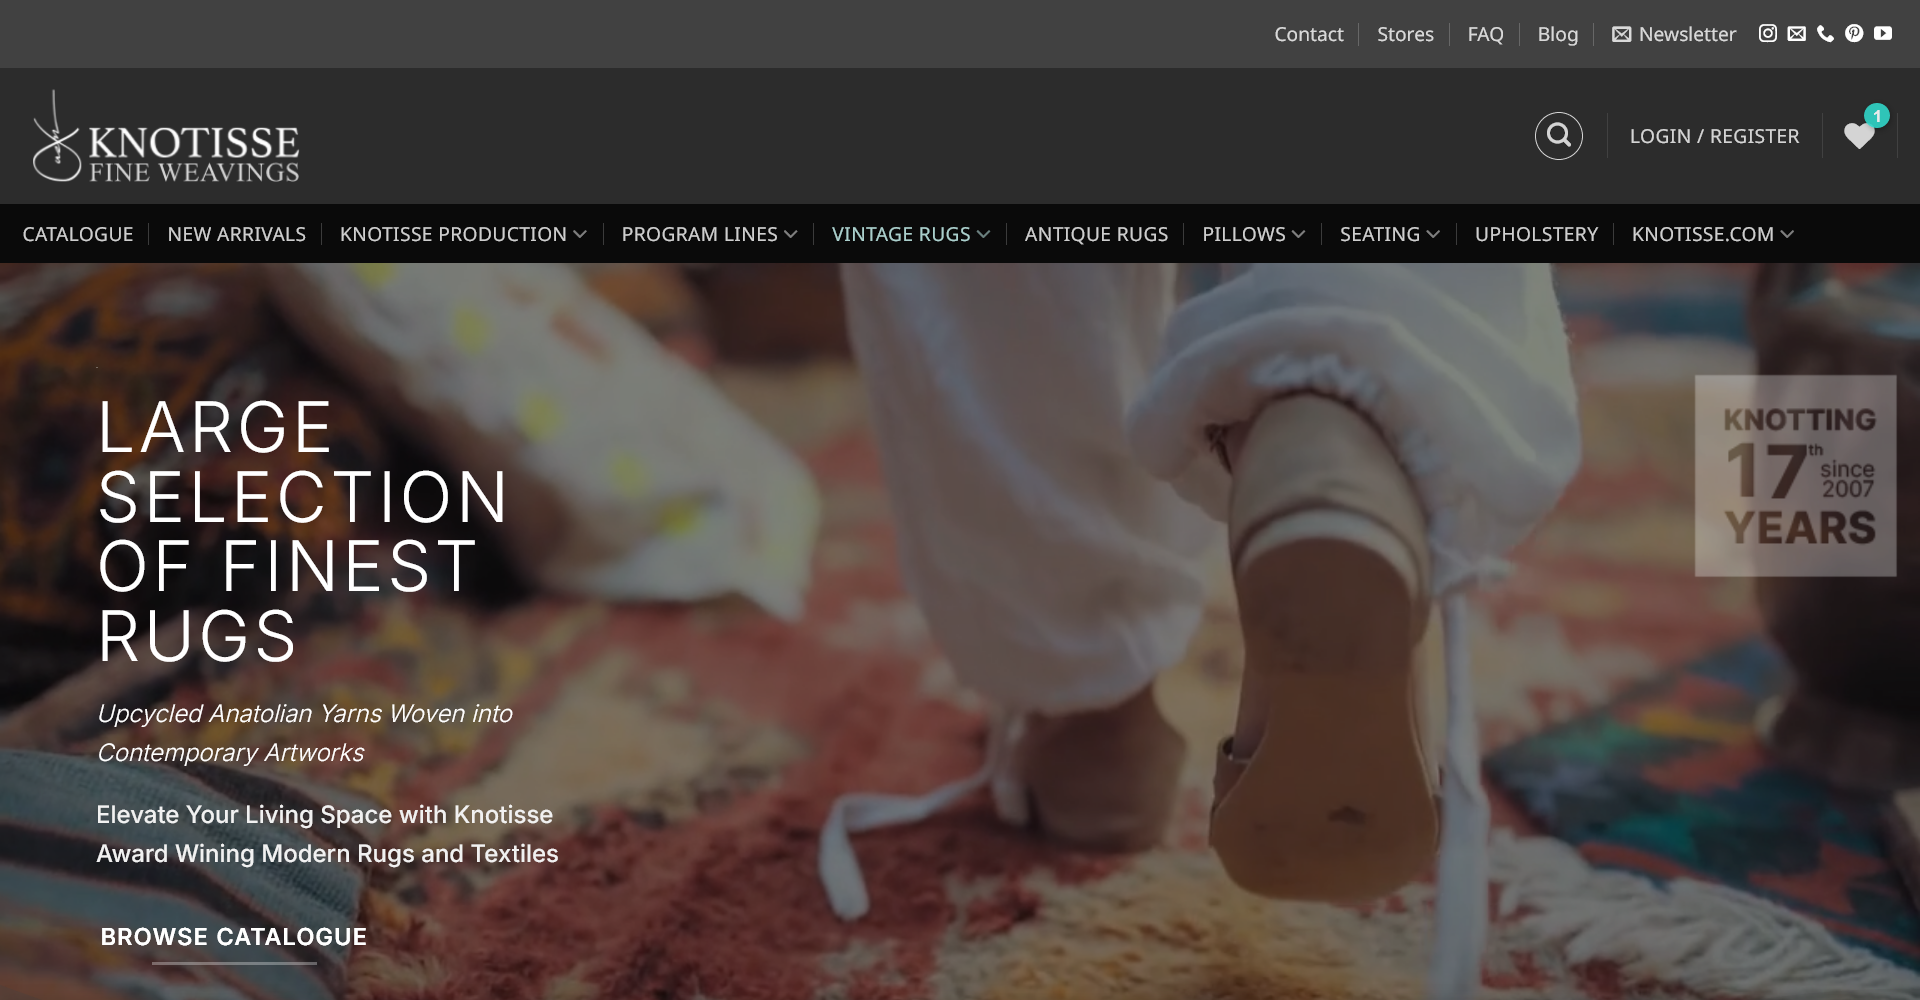 Contact
Stores
FAQ
Blog
Newsletter
KNOTISSE
FINE WEAVINGS
LOGIN / REGISTER
1
CATALOGUE
NEW ARRIVALS
KNOTISSE PRODUCTION
PROGRAM LINES
VINTAGE RUGS
ANTIQUE RUGS
PILLOWS
SEATING
UPHOLSTERY
KNOTISSE.COM
LARGE
SELECTION
OF FINEST
RUGS
Upcycled Anatolian Yarns Woven into
Contemporary Artworks
Elevate Your Living Space with Knotisse
Award Wining Modern Rugs and Textiles
BROWSE CATALOGUE
KNOTTING
17th since
2007
YEARS